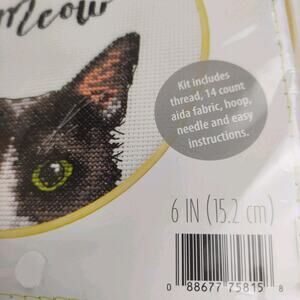 meow
Kit includes
thread, 14 count
aida fabric, hoop,
needle and easy
instructions.
6 IN (15.2 cm)
0 88677 75815 8